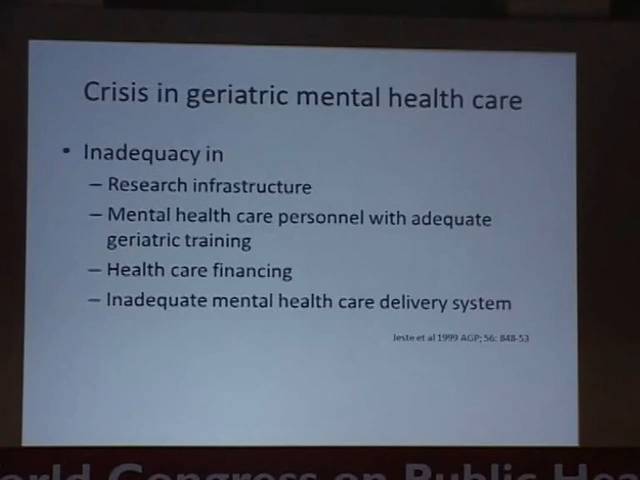 Crisis in geriatric mental health care
• Inadequacy in
– Research infrastructure
– Mental health care personnel with adequate
geriatric training
– Health care financing
– Inadequate mental health care delivery system
Jeste et al 1999 AGP; 56: 848-53
orld Congress on Public Hea